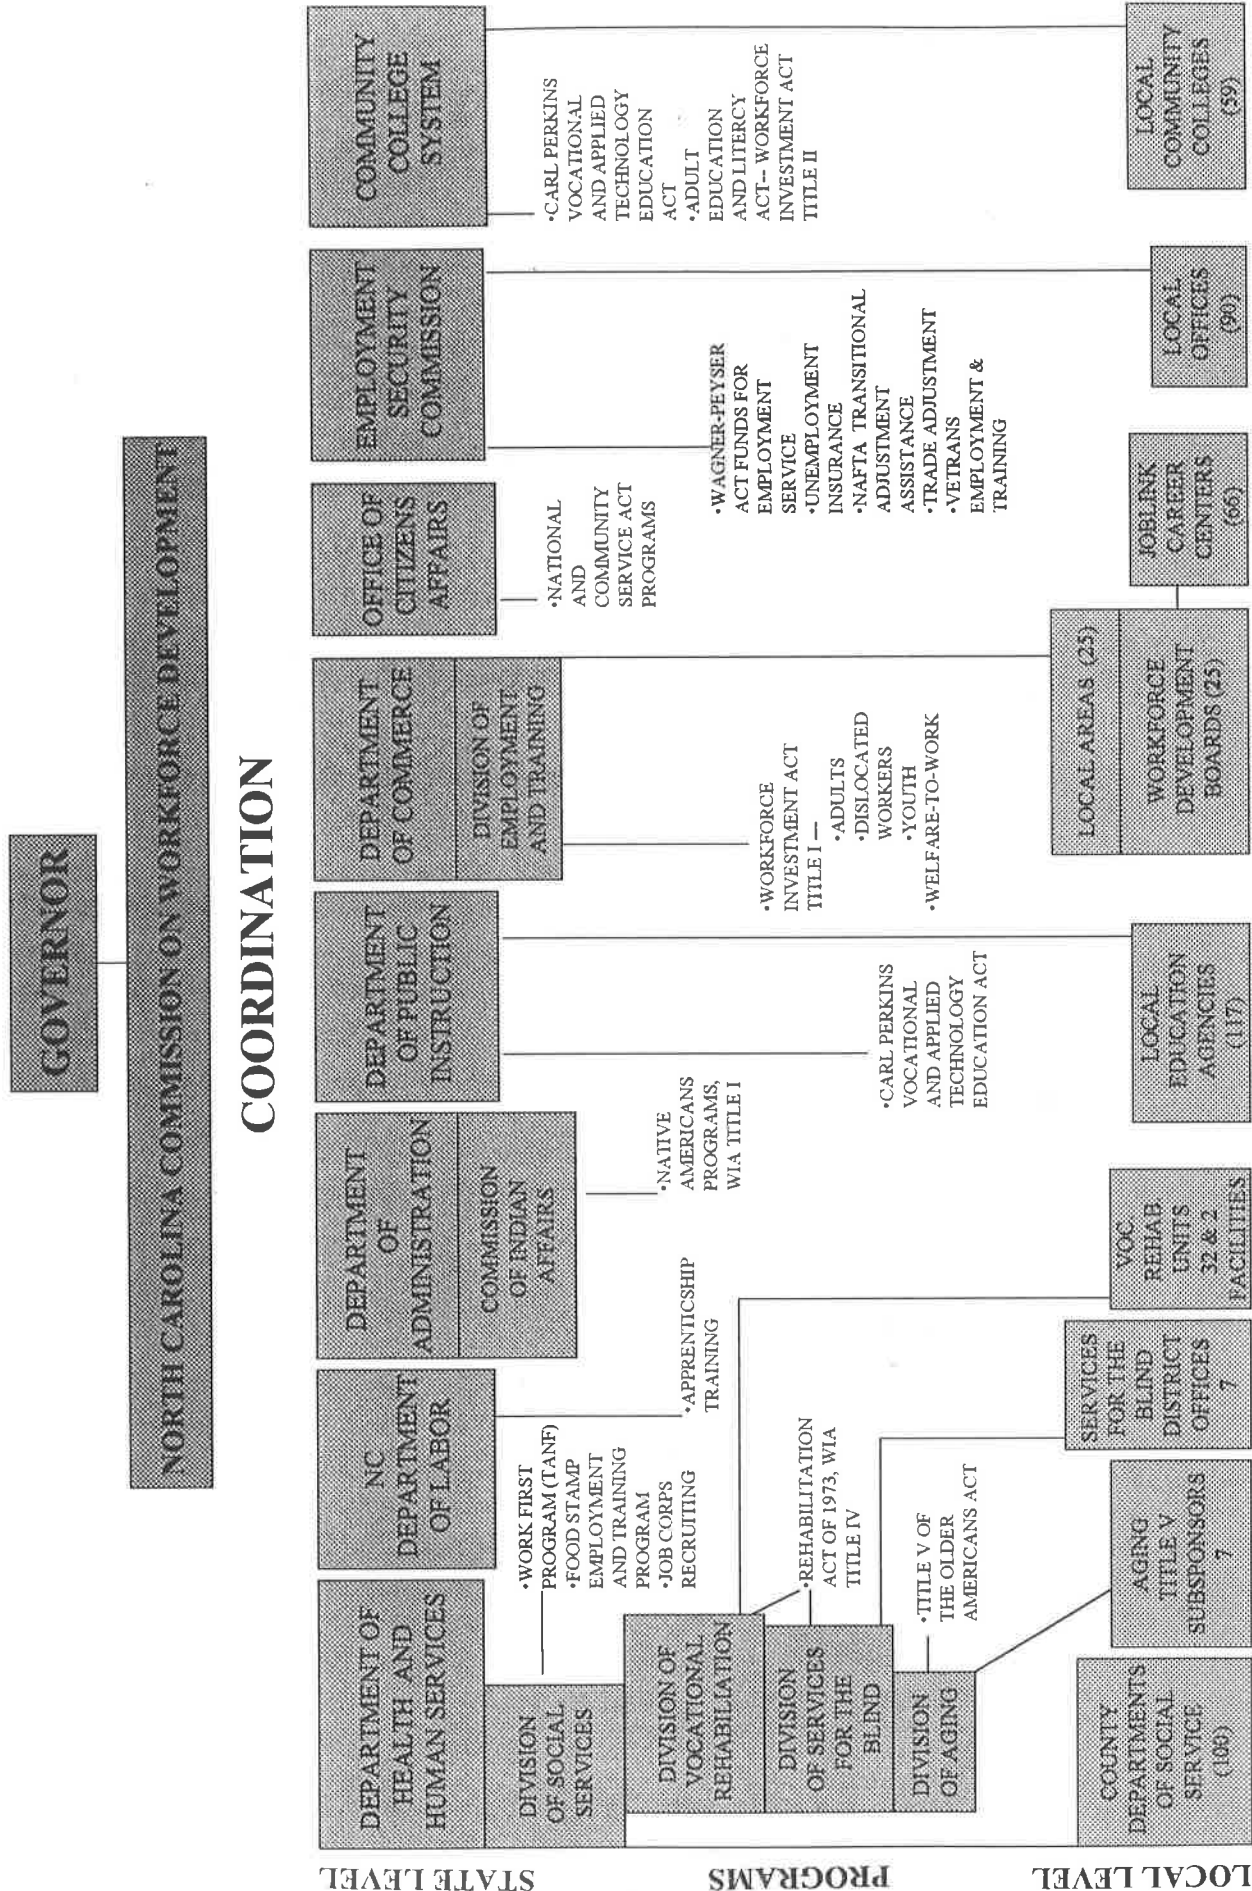 GOVERNOR
NORTH CAROLINA COMMISSION ON WORKFORCE DEVELOPMENT
COORDINATION
STATE LEVEL
DEPARTMENT OF
HEALTH AND
HUMAN SERVICES
DIVISION
OF SOCIAL
SERVICES
NC
DEPARTMENT
OF LABOR
DEPARTMENT
OF
ADMINISTRATION
COMMISSION
OF INDIAN
AFFAIRS
DEPARTMENT
OF PUBLIC
INSTRUCTION
DEPARTMENT
OF COMMERCE
DIVISION OF
EMPLOYMENT
AND TRAINING
OFFICE OF
CITIZENS
AFFAIRS
EMPLOYMENT
SECURITY
COMMISSION
COMMUNITY
COLLEGE
SYSTEM
PROGRAMS
•WORK FIRST
PROGRAM (TANF)
•FOOD STAMP
EMPLOYMENT
AND TRAINING
PROGRAM
•JOB CORPS
RECRUITING
•APPRENTICSHIP
TRAINING
•NATIVE
AMERICANS
PROGRAMS,
WIA TITLE I
•CARL PERKINS
VOCATIONAL
AND APPLIED
TECHNOLOGY
EDUCATION ACT
•WORKFORCE
INVESTMENT ACT
TITLE I —
•ADULTS
•DISLOCATED
WORKERS
•YOUTH
•WELFARE-TO-WORK
•NATIONAL
AND
COMMUNITY
SERVICE ACT
PROGRAMS
•WAGNER-PEYSER
ACT FUNDS FOR
EMPLOYMENT
SERVICE
•UNEMPLOYMENT
INSURANCE
•NAFTA TRANSITIONAL
ADJUSTMENT
ASSISTANCE
•TRADE ADJUSTMENT
•VETRANS
EMPLOYMENT &
TRAINING
•CARL PERKINS
VOCATIONAL
AND APPLIED
TECHNOLOGY
EDUCATION
ACT
•ADULT
EDUCATION
AND LITERCY
ACT-- WORKFORCE
INVESTMENT ACT
TITLE II
DIVISION OF
VOCATIONAL
REHABILIATION
DIVISION
OF SERVICES
FOR THE
BLIND
•REHABILITATION
ACT OF 1973, WIA
TITLE IV
DIVISION
OF AGING
•TITLE V OF
THE OLDER
AMERICANS ACT
LOCAL LEVEL
COUNTY
DEPARTMENTS
OF SOCIAL
SERVICE
(100)
AGING
TITLE V
SUBSPONSORS
7
SERVICES
FOR THE
BLIND
DISTRICT
OFFICES
7
VOC.
REHAB.
UNITS
32 & 2
FACILITIES
LOCAL
EDUCATION
AGENCIES
(117)
LOCAL AREAS (25)
WORKFORCE
DEVELOPMENT
BOARDS (25)
JOBLINK
CAREER
CENTERS
(66)
LOCAL
OFFICES
(90)
LOCAL
COMMUNITY
COLLEGES
(59)